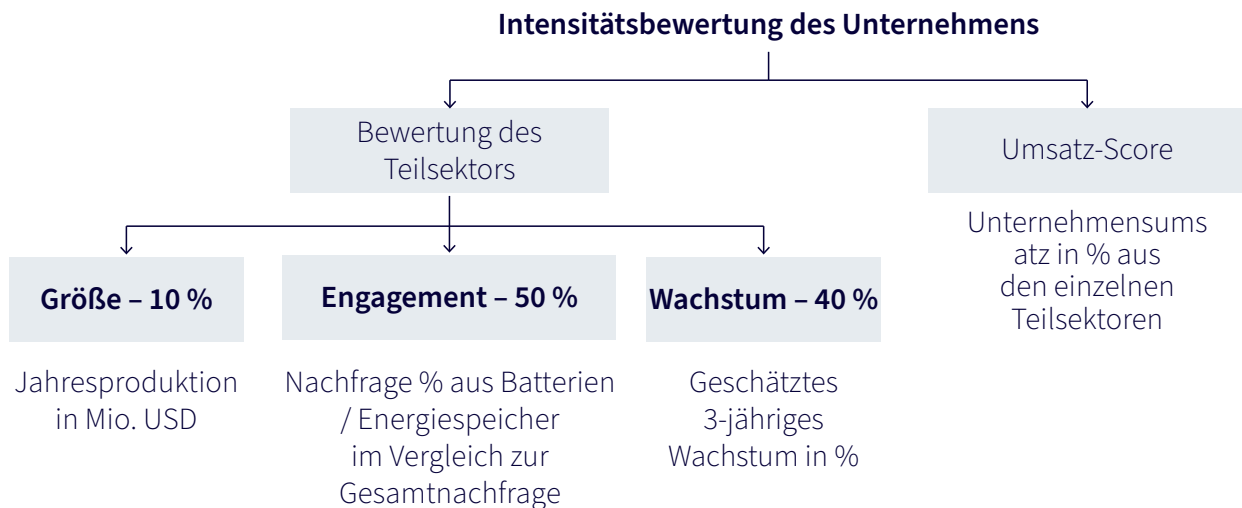 Intensitätsbewertung des Unternehmens
Bewertung des
Teilsektors
Umsatz-Score
Unternehmensums
atz in % aus
den einzelnen
Teilsektoren
Größe – 10 %
Engagement – 50 %
Wachstum – 40 %
Jahresproduktion
in Mio. USD
Nachfrage % aus Batterien
/ Energiespeicher
im Vergleich zur
Gesamtnachfrage
Geschätztes
3-jähriges
Wachstum in %